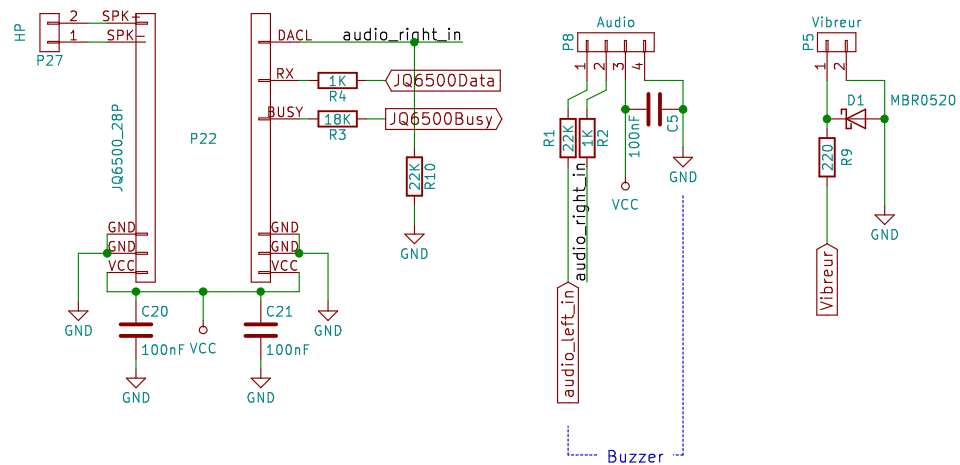 HP
2
1
P27
SPK+
SPK-
JQ6500_28P
GND
GND
VCC
P22
DACL
RX
BUSY
GND
GND
VCC
audio_right_in
1K
R4
JQ6500Data
18K
R3
JQ6500Busy
22K
R10
GND
GND
C20
100nF
GND
VCC
C21
100nF
GND
GND
Audio
P8
1
2
3
4
R1
22K
1K
R2
audio_right_in
audio_left_in
100nF
C5
VCC
GND
Buzzer
Vibreur
P5
1
2
D1
MBR0520
220
R9
GND
Vibreur